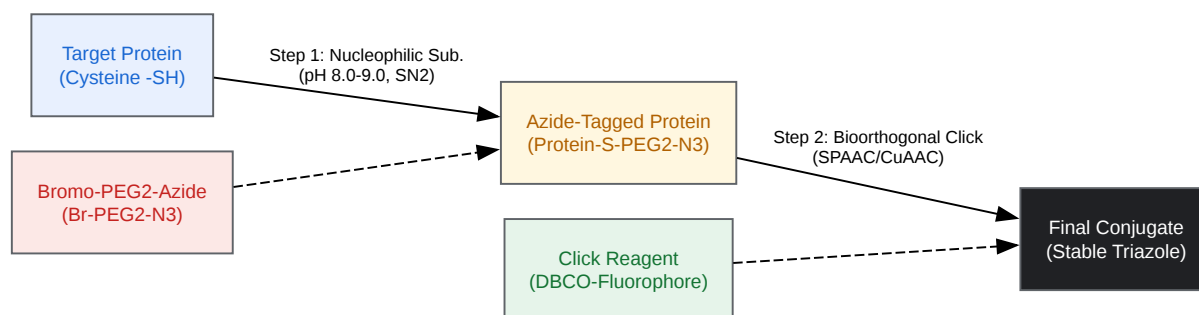 Target Protein
(Cysteine -SH)
Step 1: Nucleophilic Sub.
(pH 8.0-9.0, SN2)
Bromo-PEG2-Azide
(Br-PEG2-N3)
Azide-Tagged Protein
(Protein-S-PEG2-N3)
Step 2: Bioorthogonal Click
(SPAAC/CuAAC)
Click Reagent
(DBCO-Fluorophore)
Final Conjugate
(Stable Triazole)